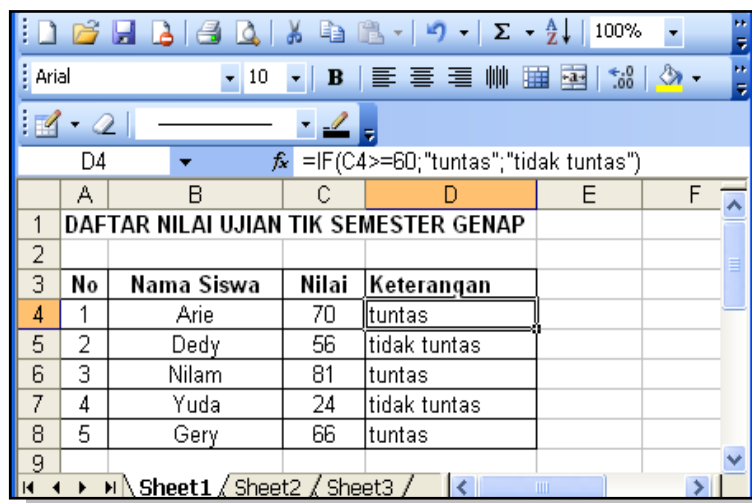 100%
Arial 10 B
D4 fx =IF(C4>=60;"tuntas";"tidak tuntas")
A B C D E F
1 DAFTAR NILAI UJIAN TIK SEMESTER GENAP
2
3 No Nama Siswa Nilai Keterangan
4 1 Arie 70 tuntas
5 2 Dedy 56 tidak tuntas
6 3 Nilam 81 tuntas
7 4 Yuda 24 tidak tuntas
8 5 Gery 66 tuntas
9
Sheet1 / Sheet2 / Sheet3 /